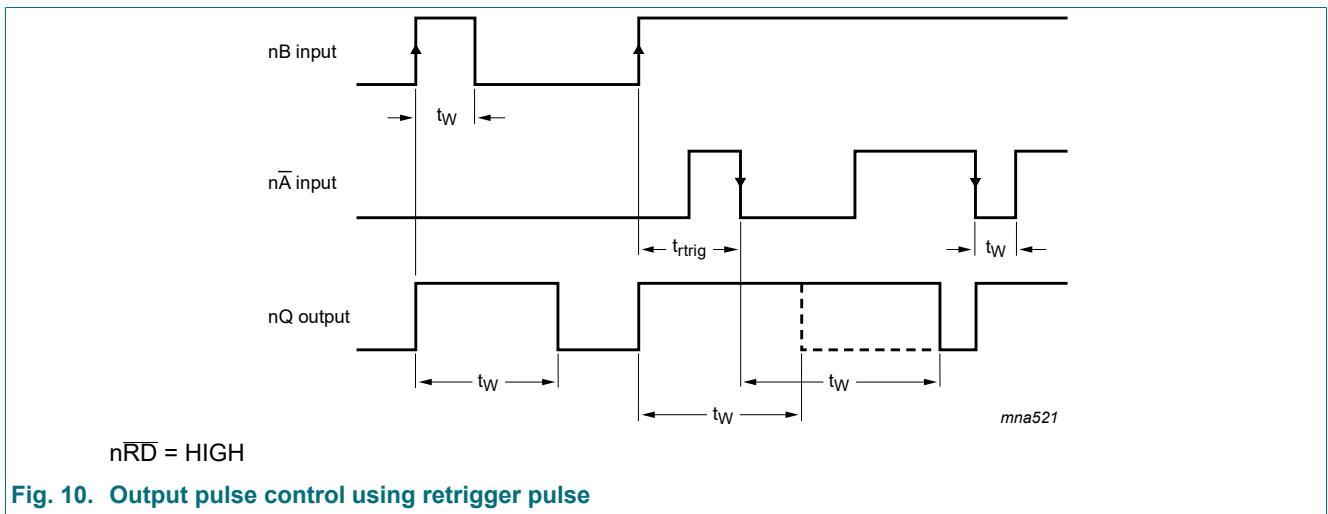 nB input
tW
nA̅ input
trtrig
tW
nQ output
tW
tW
tW
mna521
nR̅D̅ = HIGH
Fig. 10. Output pulse control using retrigger pulse